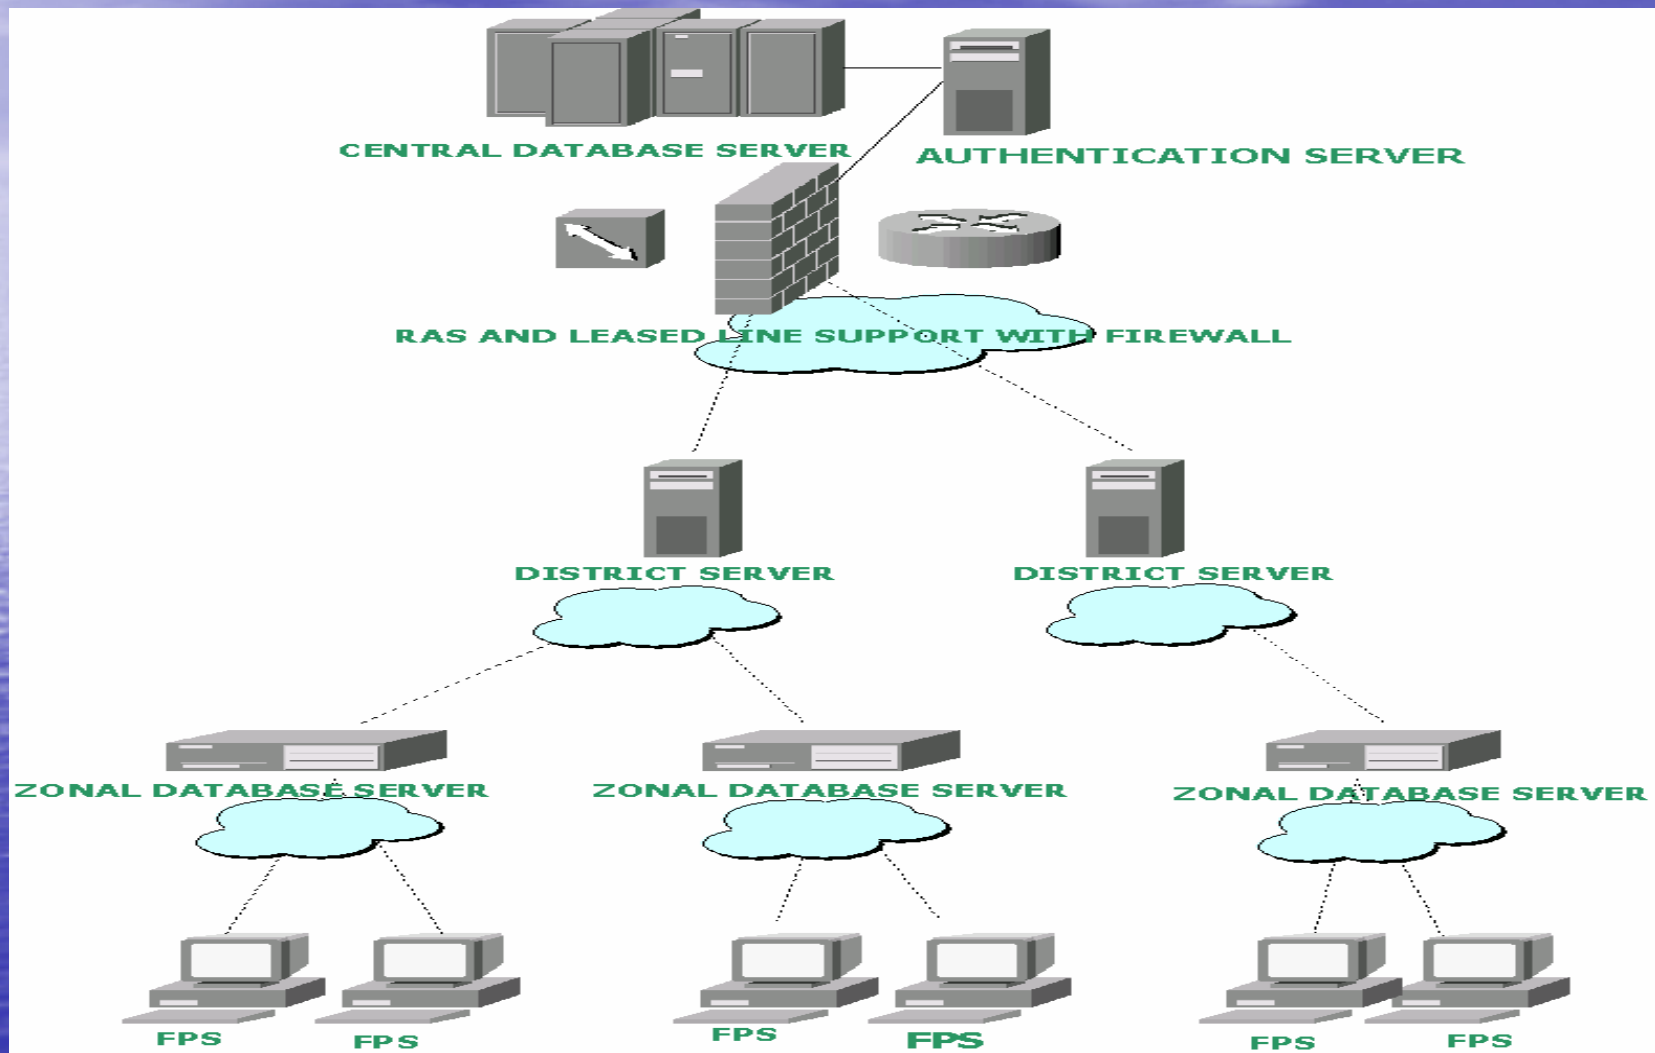 CENTRAL DATABASE SERVER
AUTHENTICATION SERVER
RAS AND LEASED LINE SUPPORT WITH FIREWALL
DISTRICT SERVER
DISTRICT SERVER
ZONAL DATABASE SERVER
ZONAL DATABASE SERVER
ZONAL DATABASE SERVER
FPS
FPS
FPS
FPS
FPS
FPS